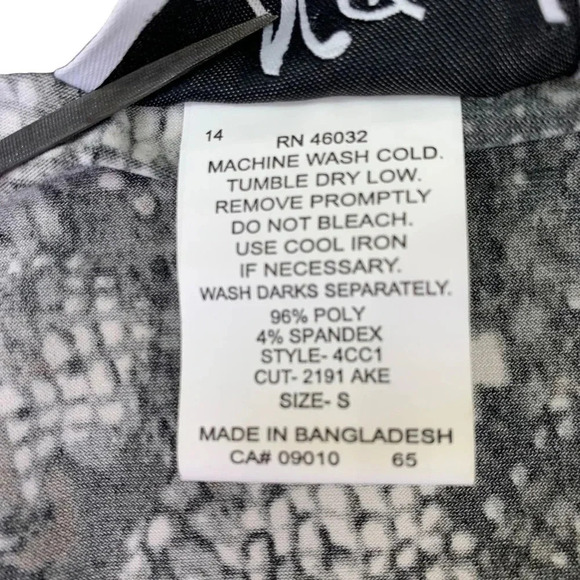 14 RN 46032
MACHINE WASH COLD.
TUMBLE DRY LOW.
REMOVE PROMPTLY
DO NOT BLEACH.
USE COOL IRON
IF NECESSARY.
WASH DARKS SEPARATELY.
96% POLY
4% SPANDEX
STYLE- 4CC1
CUT- 2191 AKE
SIZE- S
MADE IN BANGLADESH
CA# 09010 65